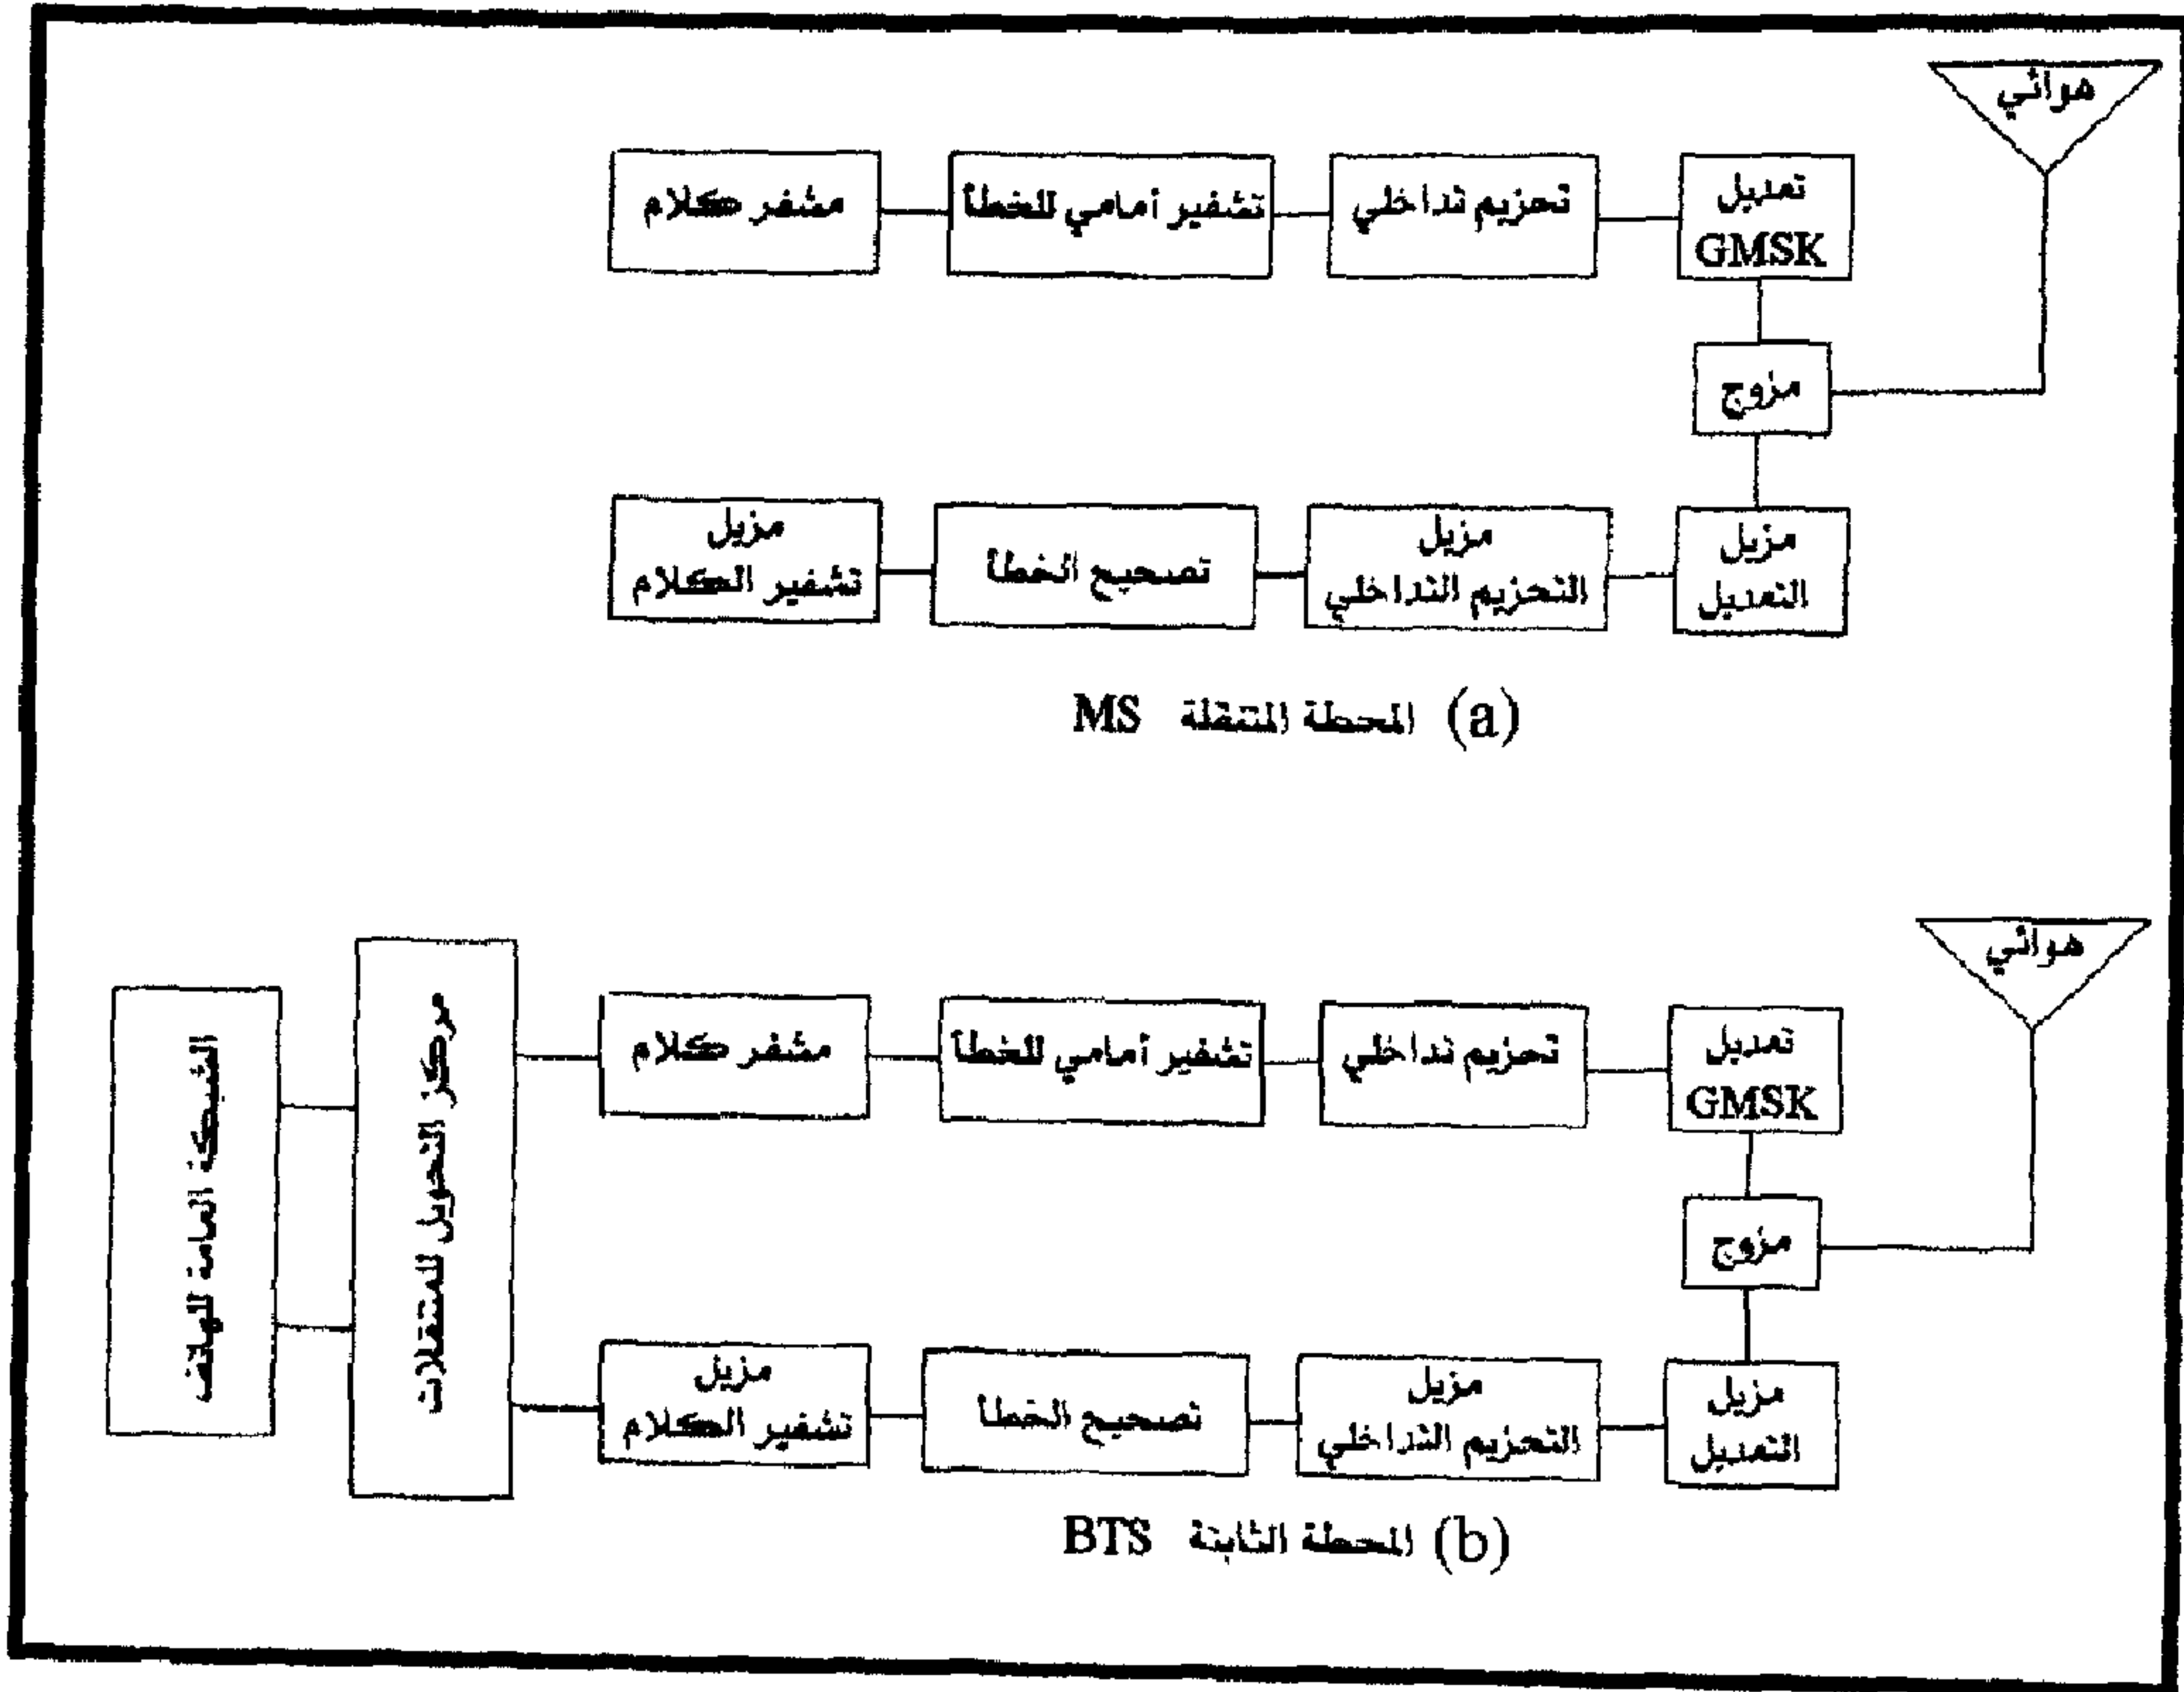 هوائي
مشفر كلام
تشفير أمامي للخطأ
تحزيم تداخلي
تعديل
GMSK
مزوج
مزيل
تشفير الكلام
تصحيح الخطأ
مزيل
التحزيم التداخلي
مزيل
التعديل
(a) المحطة المتنقلة MS
هوائي
الشبكة العامة للهاتف
مركز التحويل للمتنقلات
مشفر كلام
تشفير أمامي للخطأ
تحزيم تداخلي
تعديل
GMSK
مزوج
مزيل
تشفير الكلام
تصحيح الخطأ
مزيل
التحزيم التداخلي
مزيل
التعديل
(b) المحطة الثابتة BTS